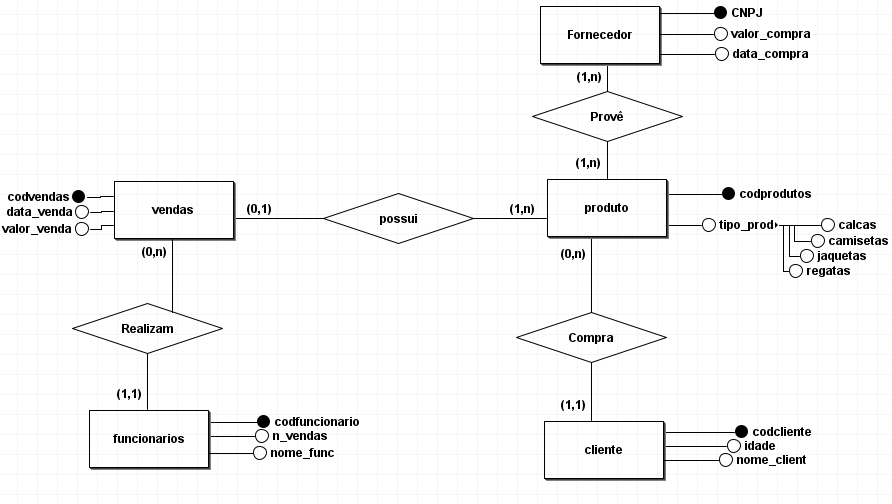 CNPJ
Fornecedor
valor_compra
data_compra
(1,n)
Provê
(1,n)
codvendas
data_venda
valor_venda
vendas
(0,1)
possui
(1,n)
produto
codprodutos
tipo_prod
calcas
camisetas
jaquetas
regatas
(0,n)
(0,n)
Realizam
Compra
(1,1)
(1,1)
funcionarios
codfuncionario
n_vendas
nome_func
cliente
codcliente
idade
nome_client